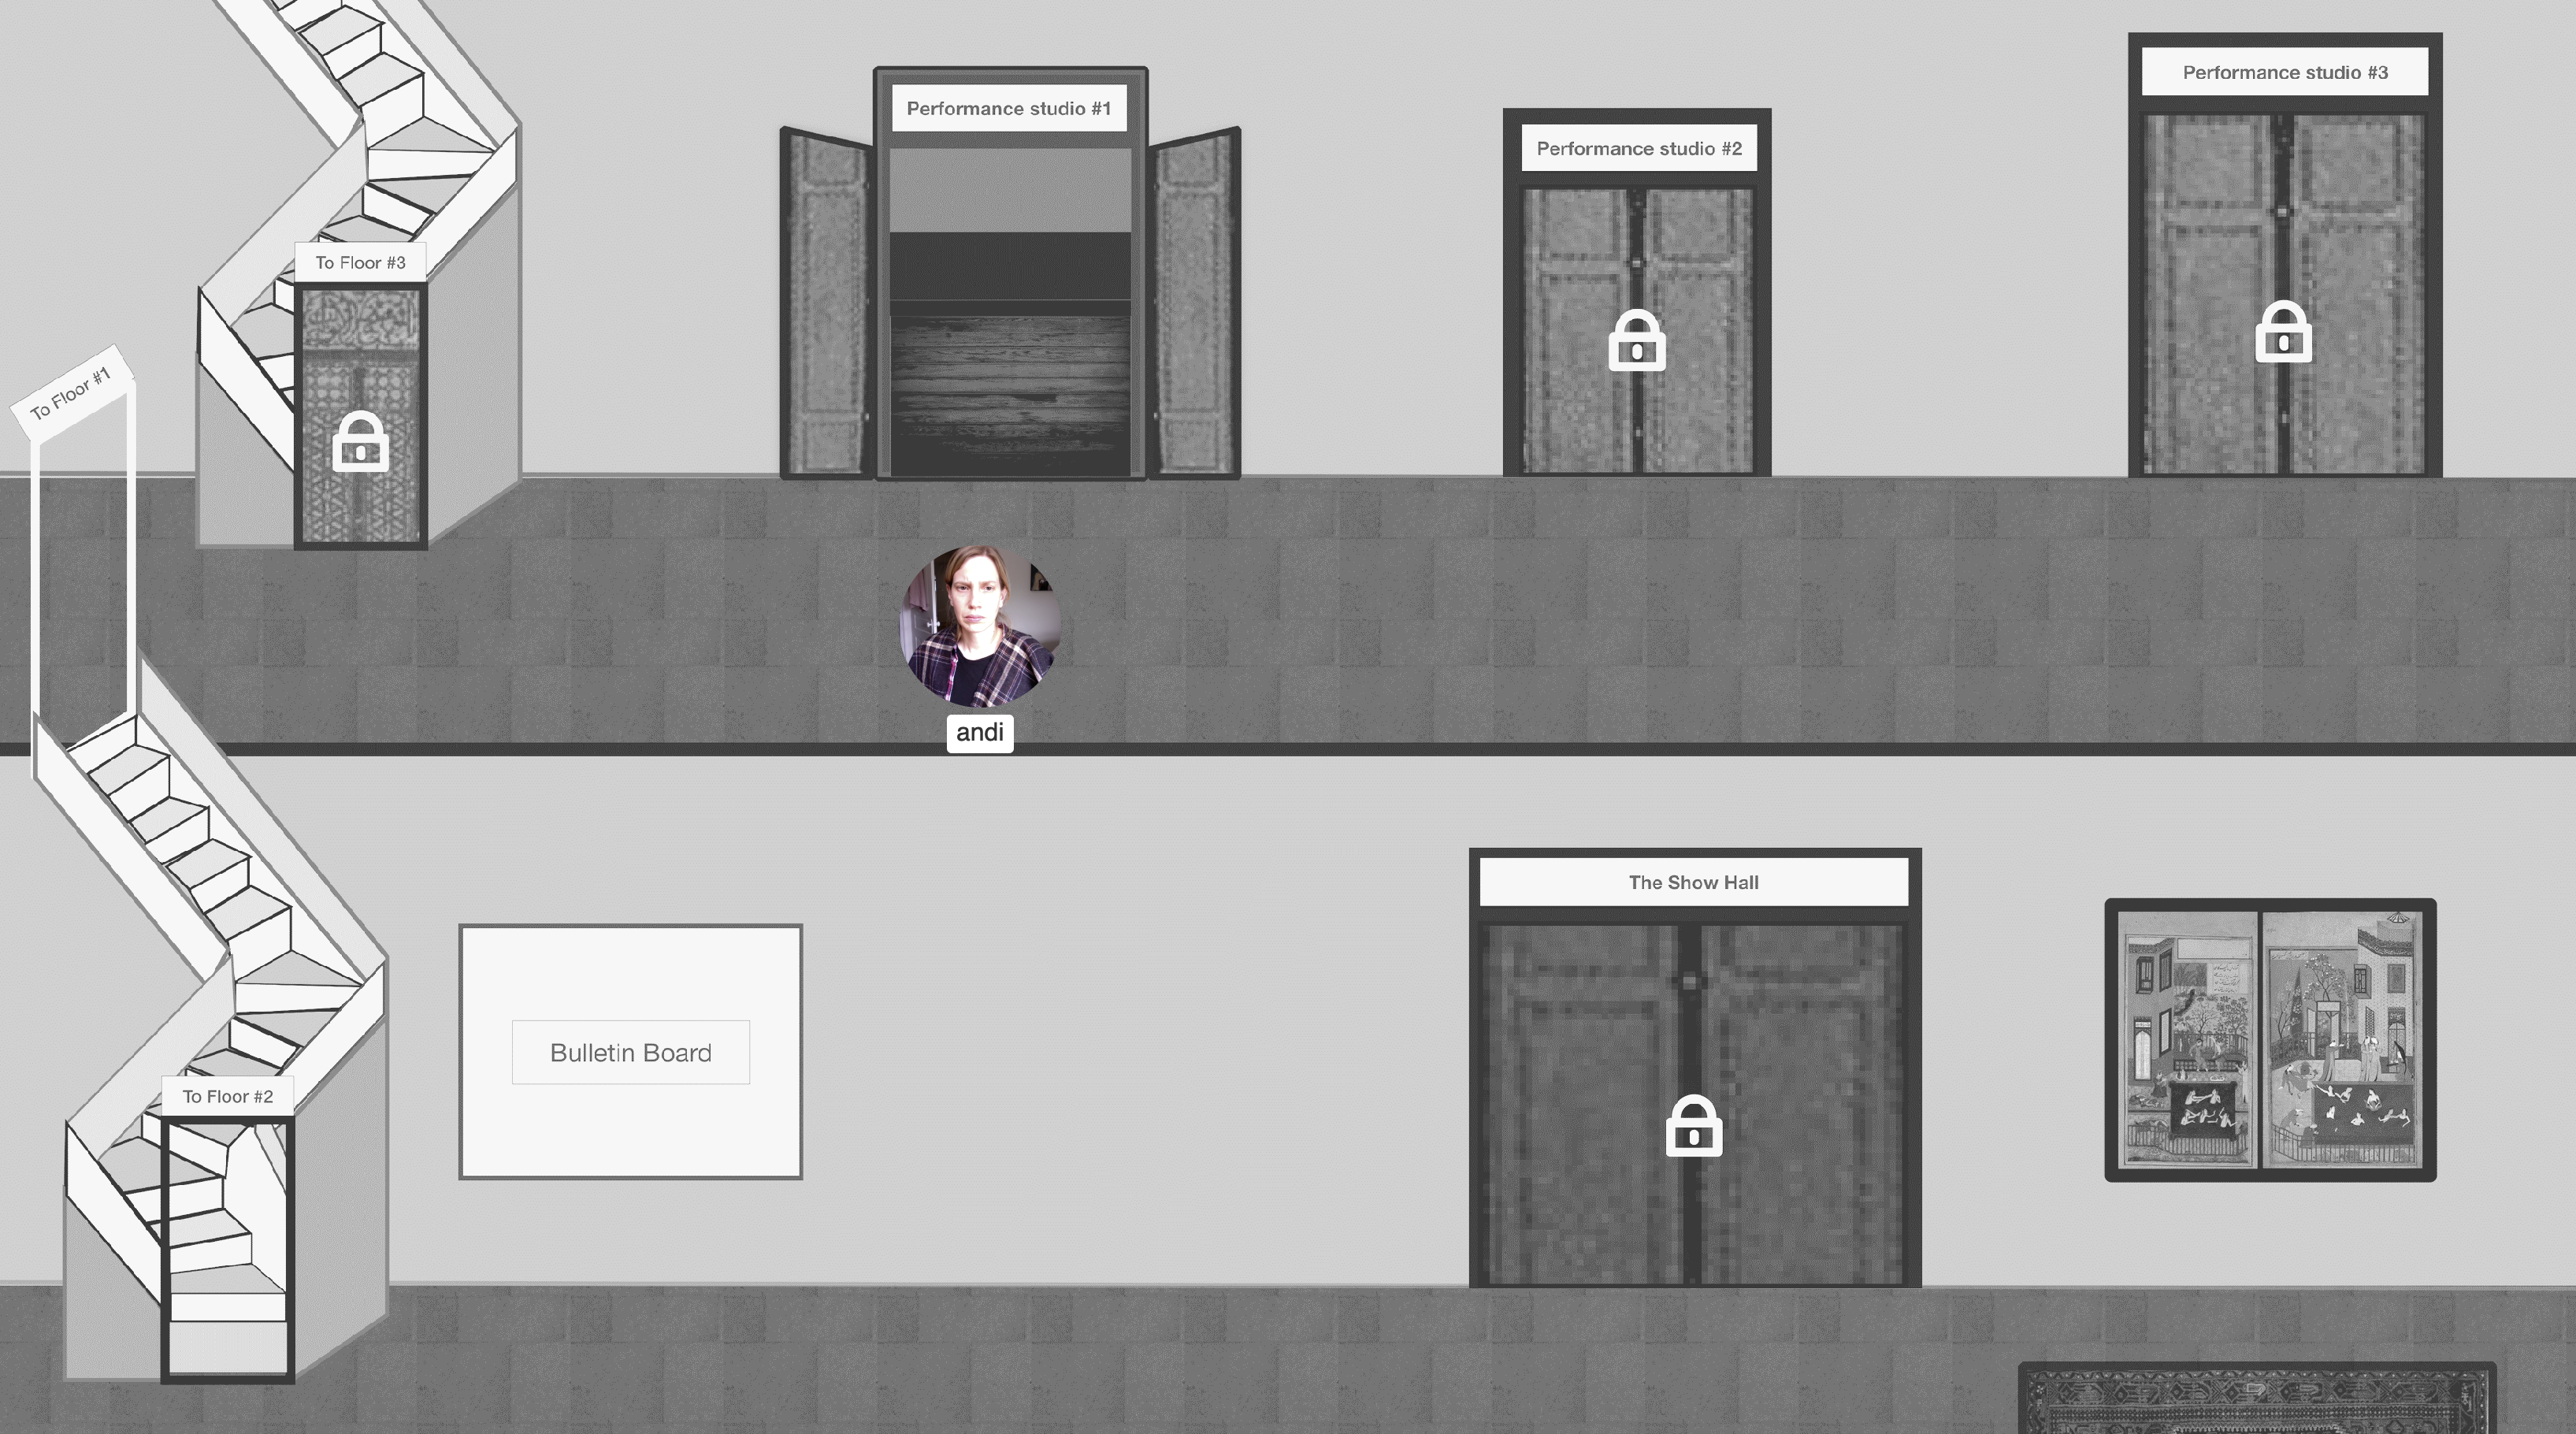 Performance studio #3
Performance studio #1
Performance studio #2
To Floor #3
To Floor #1
andi
The Show Hall
Bulletin Board
To Floor #2